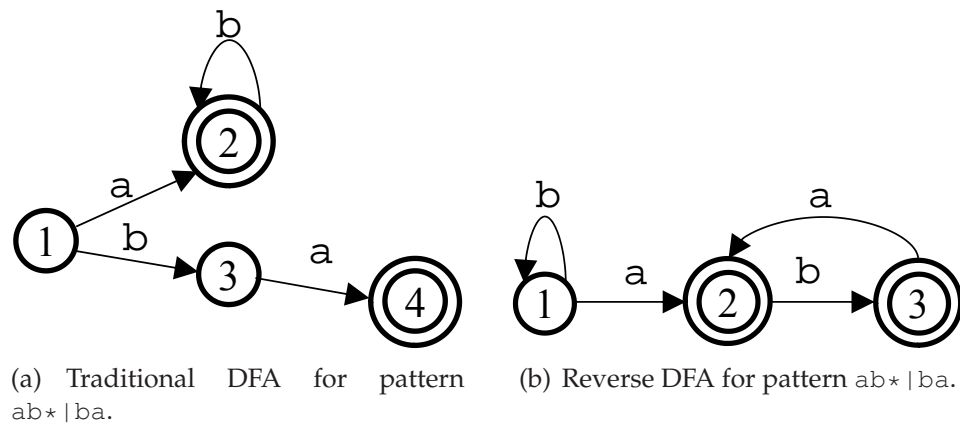 b
2
a
1
b
3
a
4
(a) Traditional DFA for pattern
ab*|ba.
b
a
1
a
2
b
3
(b) Reverse DFA for pattern ab*|ba.